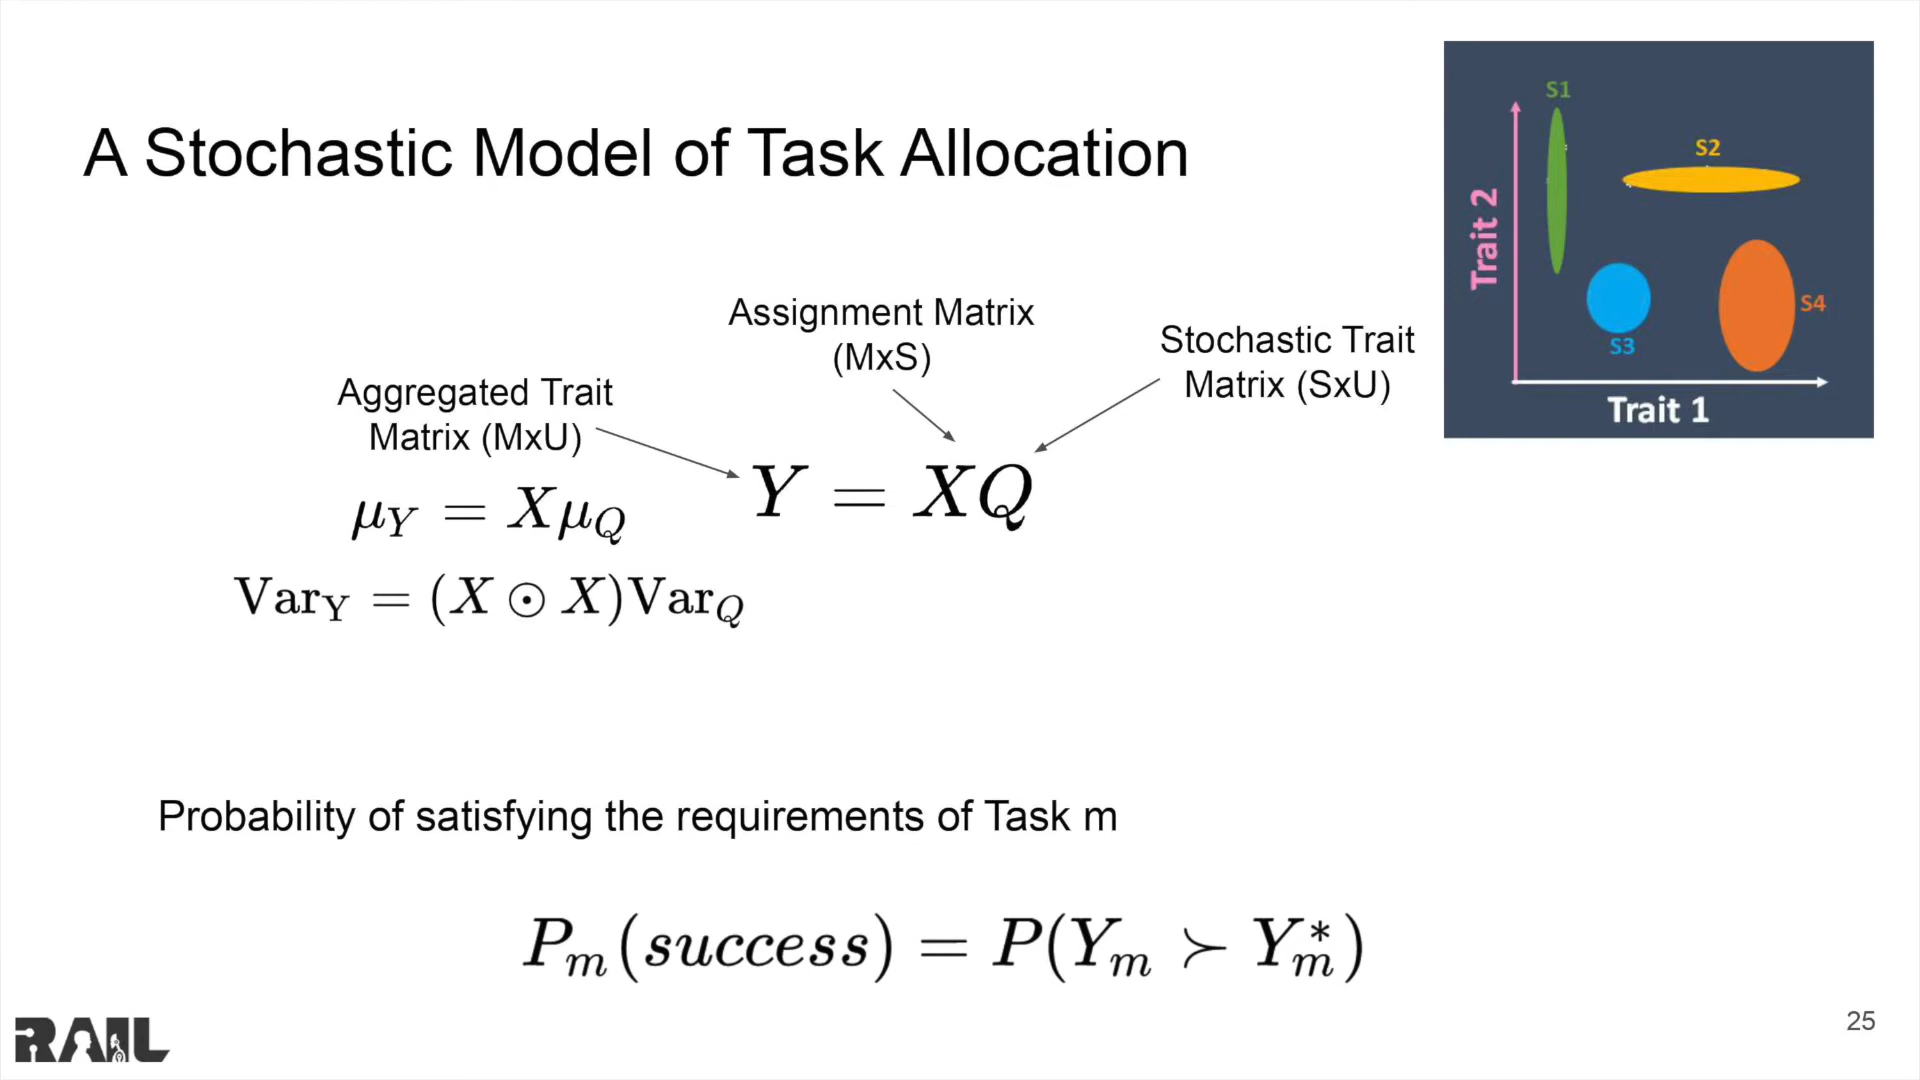 A Stochastic Model of Task Allocation
S1
S2
S3
S4
Trait 2
Trait 1
Assignment Matrix
(MxS)
Stochastic Trait
Matrix (SxU)
Aggregated Trait
Matrix (MxU)
Y = XQ
μ_Y = Xμ_Q
Var_Y = (X ⊙ X)Var_Q
Probability of satisfying the requirements of Task m
P_m(success) = P(Y_m ≻ Y_m^*)
RAIL
25